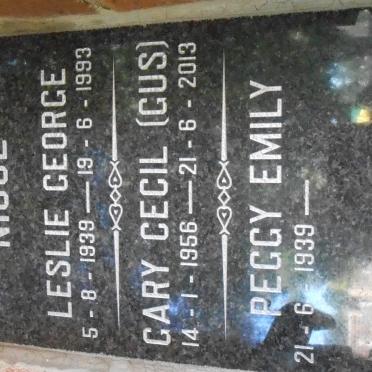 LESLIE GEORGE
5 - 8 - 1939 — 19 - 6 - 1993
GARY CECIL (GUS)
14 - 1 - 1956 — 21 - 6 - 2013
PEGGY EMILY
21 - 6 1939 —